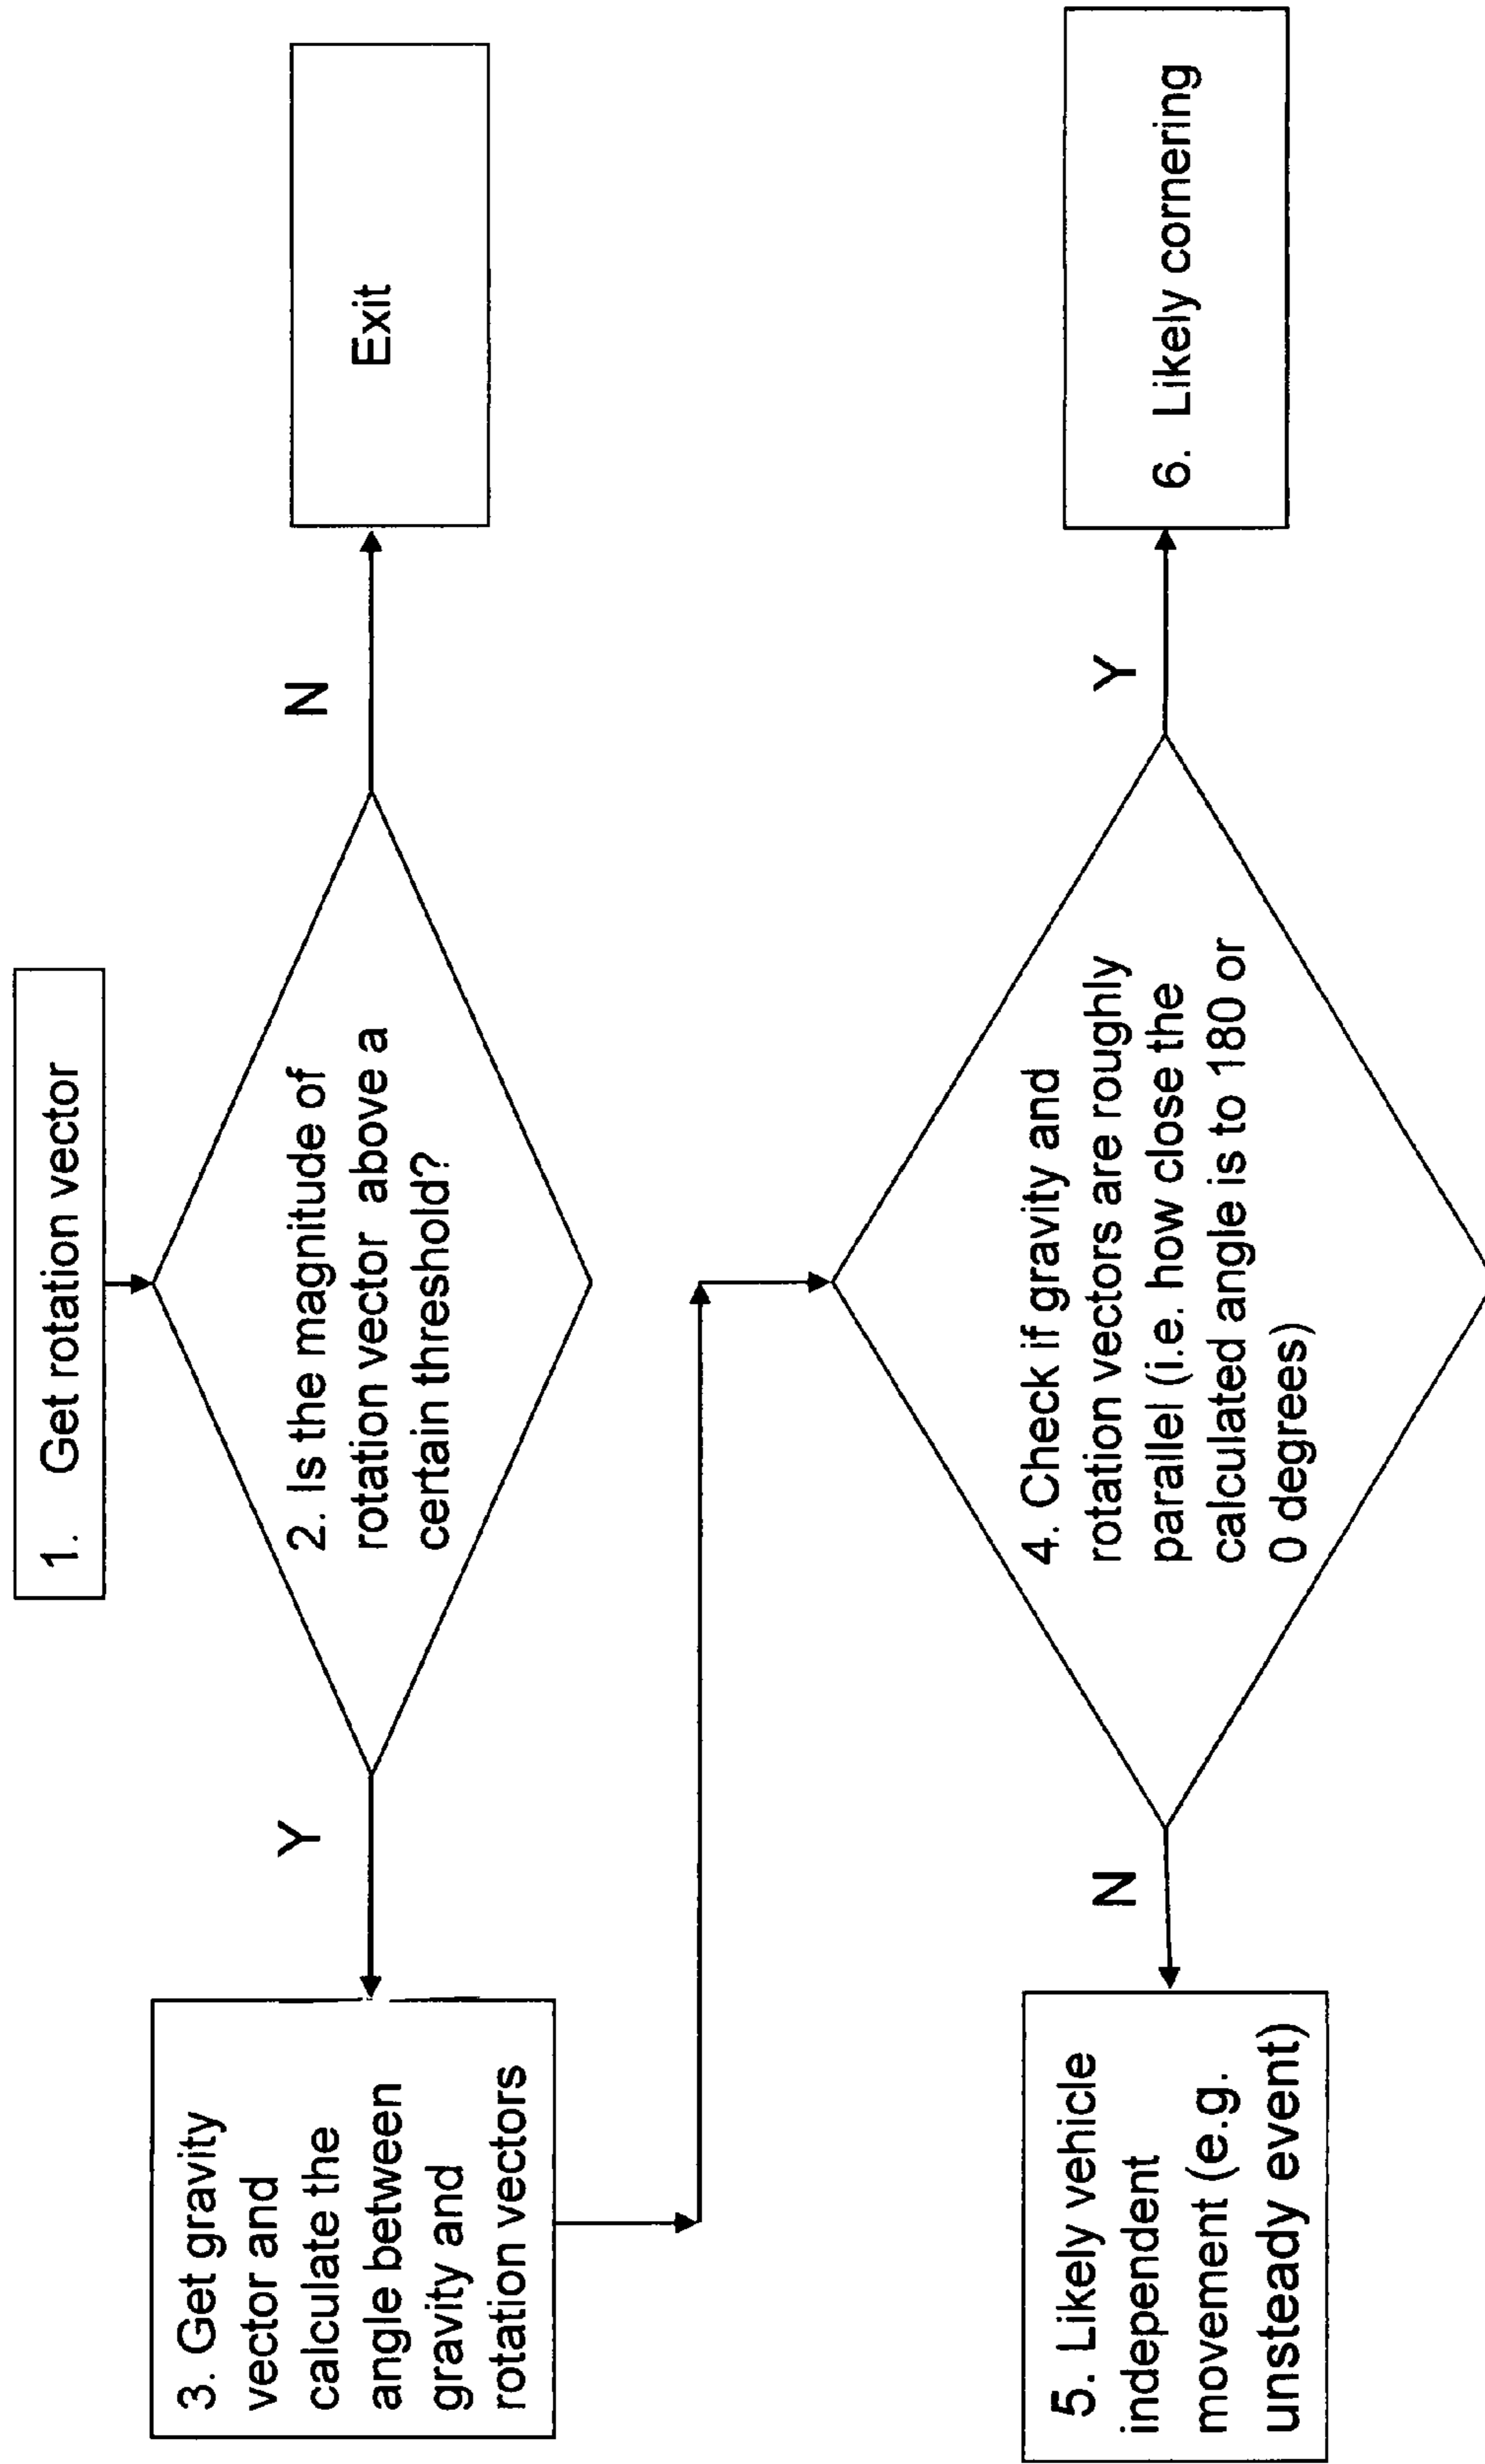 1. Get rotation vector
2. Is the magnitude of
rotation vector above a
certain threshold?
N
Exit
Y
3. Get gravity
vector and
calculate the
angle between
gravity and
rotation vectors
4. Check if gravity and
rotation vectors are roughly
parallel (i.e. how close the
calculated angle is to 180 or
0 degrees)
N
5. Likely vehicle
independent
movement (e.g.
unsteady event)
Y
6. Likely cornering